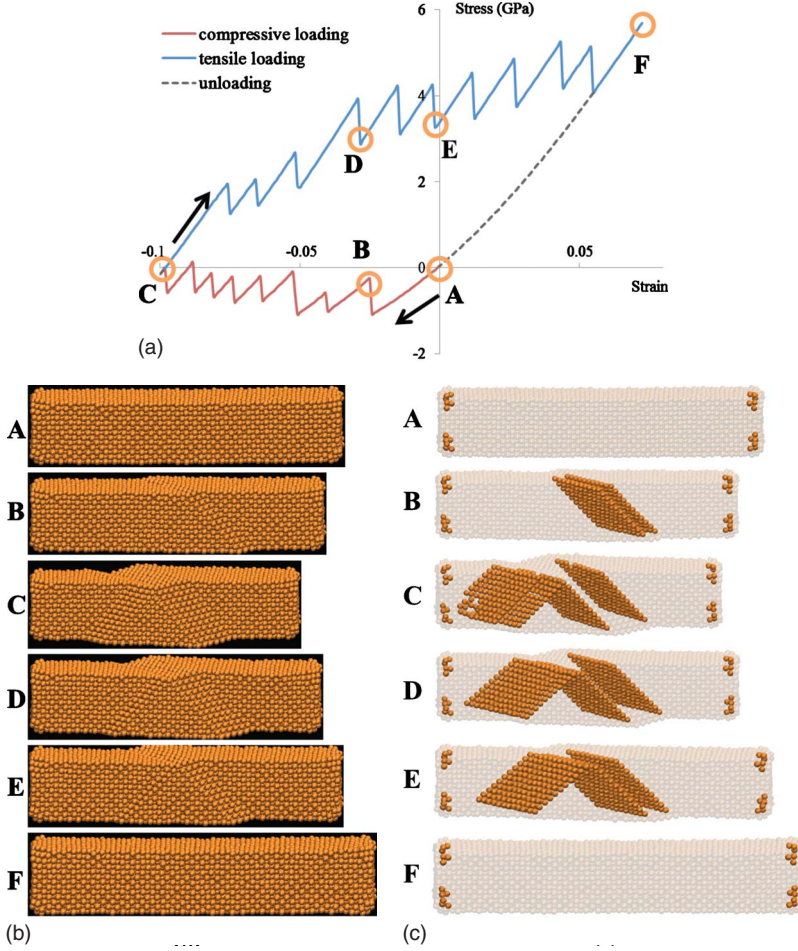 6
Stress (GPa)
compressive loading
tensile loading
unloading
F
4
D
E
2
-0.1
-0.05
B
0
0.05
C
A
Strain
(a)
-2
A
A
B
B
C
C
D
D
E
E
F
F
(b)
(c)